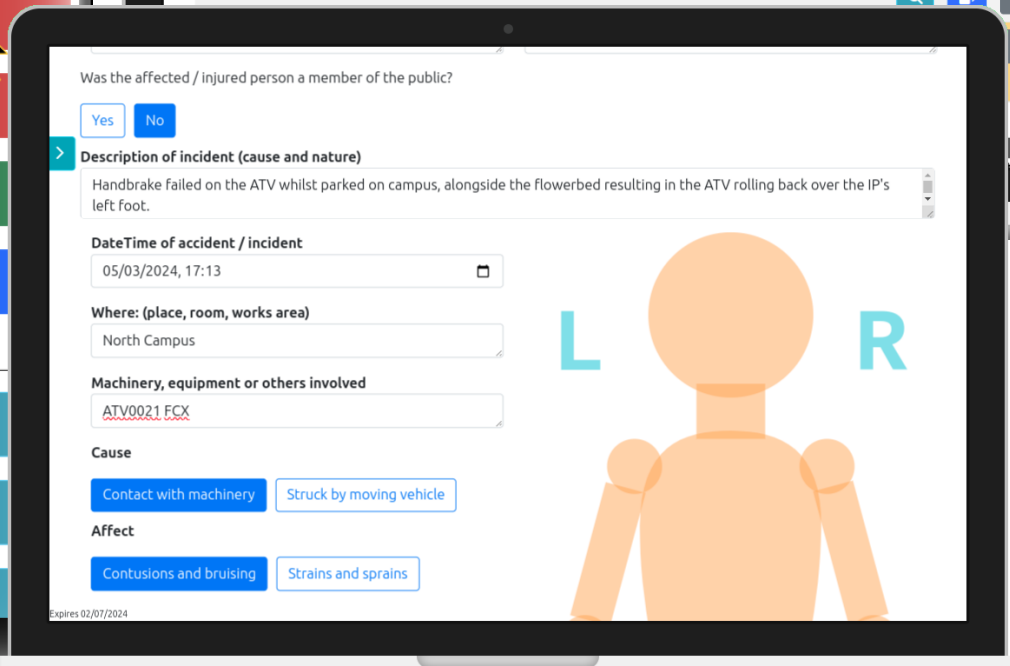 Was the affected / injured person a member of the public?
Yes No
Description of incident (cause and nature)
Handbrake failed on the ATV whilst parked on campus, alongside the flowerbed resulting in the ATV rolling back over the IP's
left foot.
DateTime of accident / incident
05/03/2024, 17:13
Where: (place, room, works area)
North Campus
L R
Machinery, equipment or others involved
ATV0021 FCX
Cause
Contact with machinery Struck by moving vehicle
Affect
Contusions and bruising Strains and sprains
Expires 02/07/2024